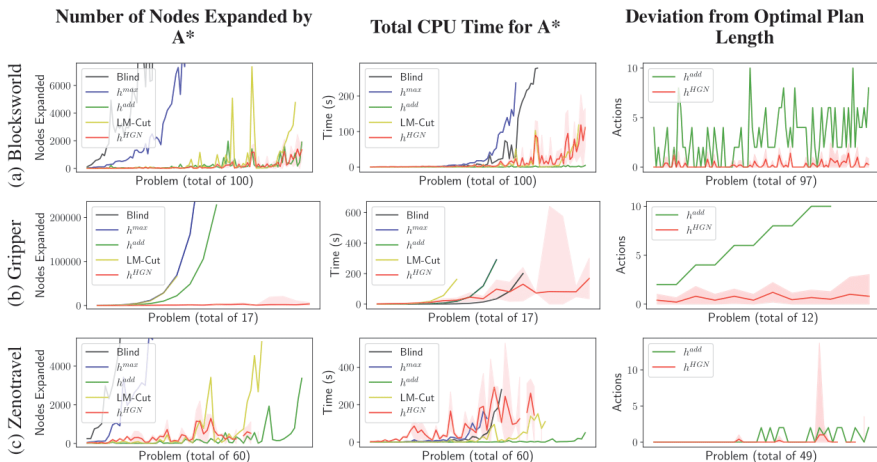 Number of Nodes Expanded by A*
Total CPU Time for A*
Deviation from Optimal Plan Length
(a) Blocksworld
Nodes Expanded
6000
4000
2000
0
Blind
h^max
h^add
LM-Cut
h^HGN
Problem (total of 100)
Time (s)
200
100
0
Blind
h^max
h^add
LM-Cut
h^HGN
Problem (total of 100)
Actions
10
5
0
h^add
h^HGN
Problem (total of 97)
(b) Gripper
Nodes Expanded
200000
100000
0
Blind
h^max
h^add
LM-Cut
h^HGN
Problem (total of 17)
Time (s)
600
400
200
0
Blind
h^max
h^add
LM-Cut
h^HGN
Problem (total of 17)
Actions
10
5
0
h^add
h^HGN
Problem (total of 12)
(c) Zenotravel
Nodes Expanded
4000
2000
0
Blind
h^max
h^add
LM-Cut
h^HGN
Problem (total of 60)
Time (s)
400
200
0
Blind
h^max
h^add
LM-Cut
h^HGN
Problem (total of 60)
Actions
10
5
0
h^add
h^HGN
Problem (total of 49)